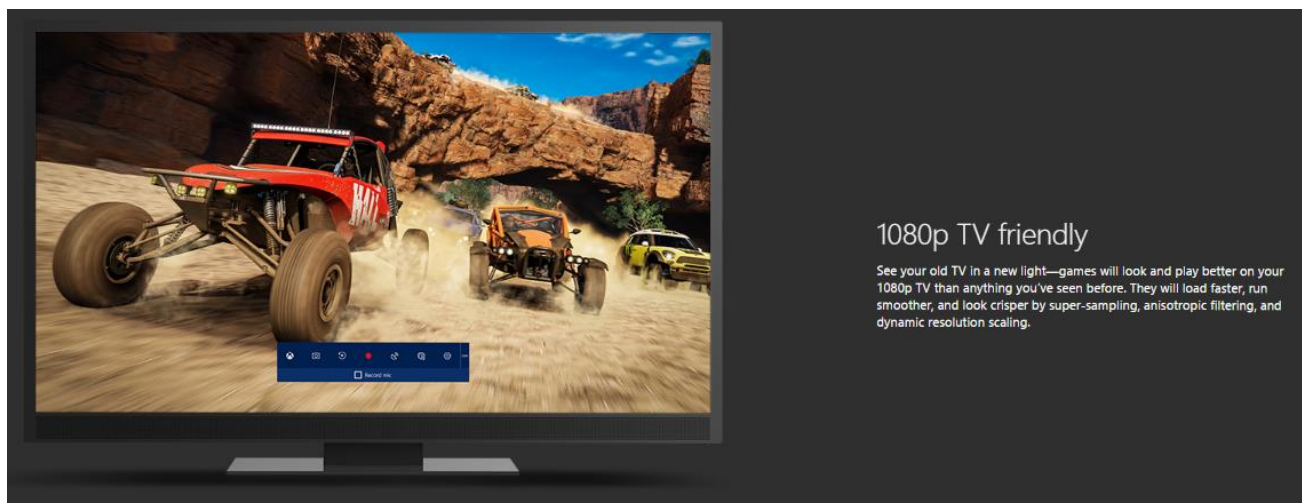 1080p TV friendly
See your old TV in a new light—games will look and play better on your
1080p TV than anything you've seen before. They will load faster, run
smoother, and look crisper by super-sampling, anisotropic filtering, and
dynamic resolution scaling.
Record mic